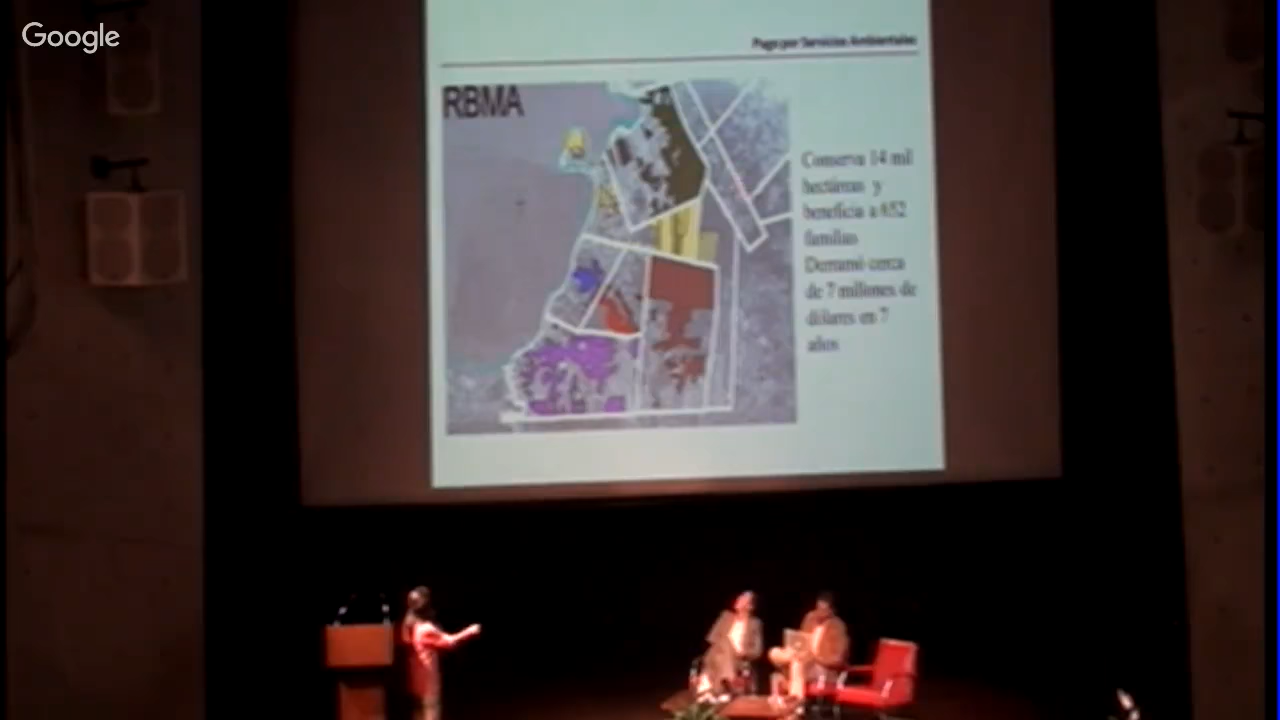 Google
Pago por Servicios Ambientales
RBMA
Conserva 14 mil
hectáreas y
beneficia a 852
familias
Derramó cerca
de 7 millones de
dólares en 7
años